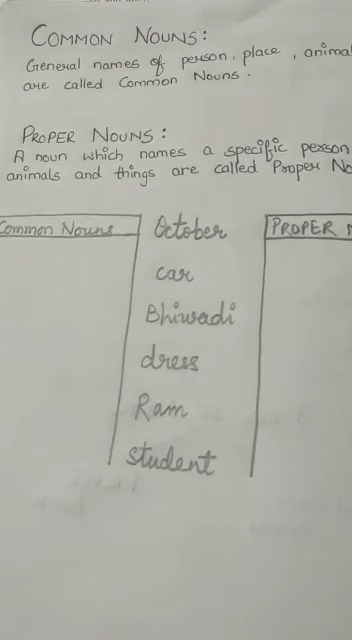 COMMON NOUNS:
General names of person, place, anima
are called Common Nouns.
PROPER NOUNS:
A noun which names a specific person
animals and things are called Proper No
Common Nouns
October
PROPER N
car
Bhiwadi
dress
Ram
student